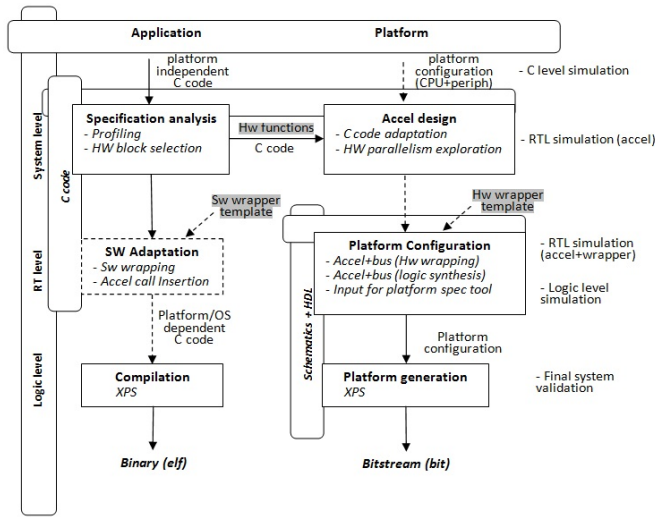 Application
Platform
platform
independent
C code
platform
configuration
(CPU+periph)
- C level simulation
System level
C code
Specification analysis
- Profiling
- HW block selection
Hw functions
C code
Accel design
- C code adaptation
- HW parallelism exploration
- RTL simulation (accel)
Sw wrapper
template
Hw wrapper
template
RT level
SW Adaptation
- Sw wrapping
- Accel call Insertion
Platform Configuration
- Accel+bus (Hw wrapping)
- Accel+bus (logic synthesis)
- Input for platform spec tool
- RTL simulation
(accel+wrapper)
- Logic level
simulation
Schematics + HDL
Platform/OS
dependent
C code
Platform
configuration
Logic level
Compilation
XPS
Platform generation
XPS
- Final system
validation
Binary (elf)
Bitstream (bit)